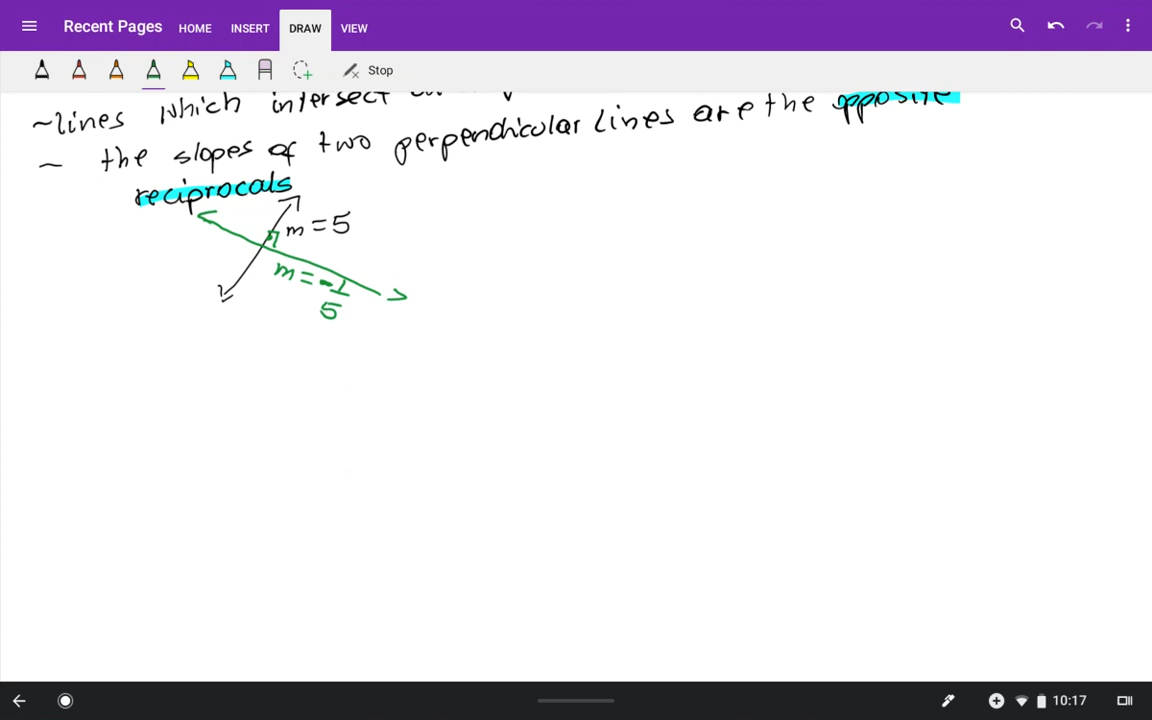 Recent Pages HOME INSERT DRAW VIEW
Stop
~lines which intersect
~ the slopes of two perpendicular lines are the opposite
reciprocals
m = 5
m = -1
5
10:17